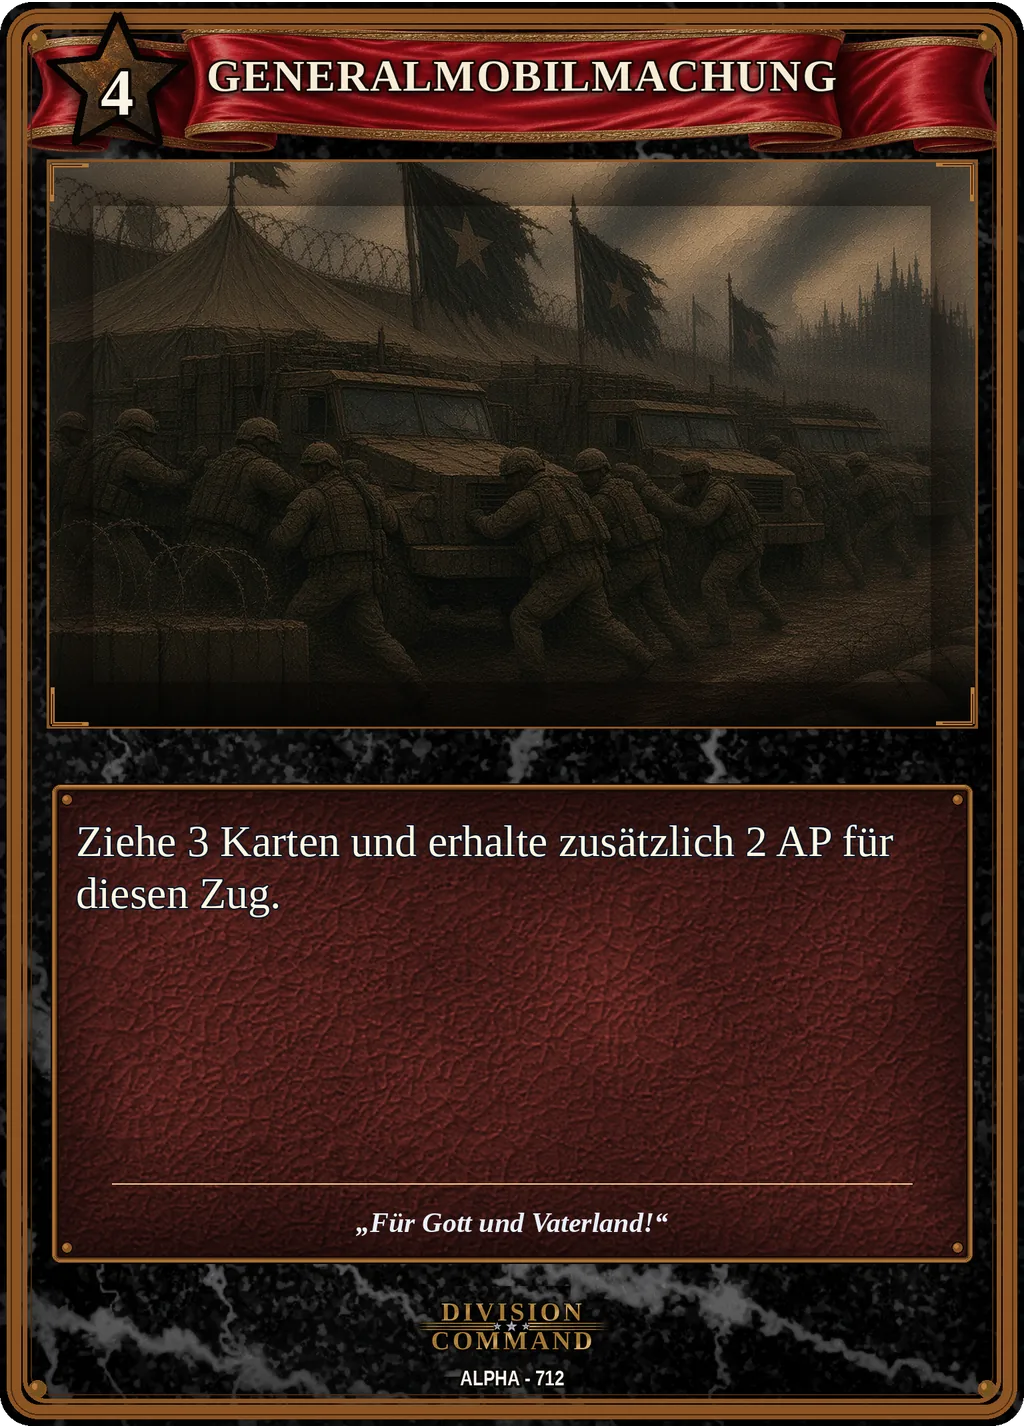 4
GENERALMOBILMACHUNG
Ziehe 3 Karten und erhalte zusätzlich 2 AP für
diesen Zug.
„Für Gott und Vaterland!“
DIVISION
COMMAND
ALPHA - 712